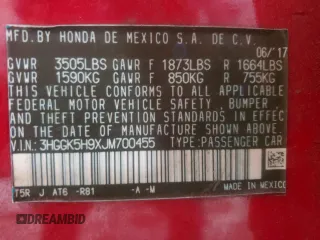 MFD.BY HONDA DE MEXICO S.A. DE C.V.
06/'17
GVWR 3505LBS GAWR F 1873LBS R 1664LBS
GVWR 1590KG GAWR F 850KG R 755KG
THIS VEHICLE CONFORMS TO ALL APPLICABLE
FEDERAL MOTOR VEHICLE SAFETY, BUMPER
AND THEFT PREVENTION STANDARDS IN EFFECT
ON THE DATE OF MANUFACTURE SHOWN ABOVE.
V.I.N.: 3HGGK5H9XJM700455 TYPE: PASSENGER CAR
T5R J AT6 -R81 -A -M
MADE IN MEXICO
DREAMBID